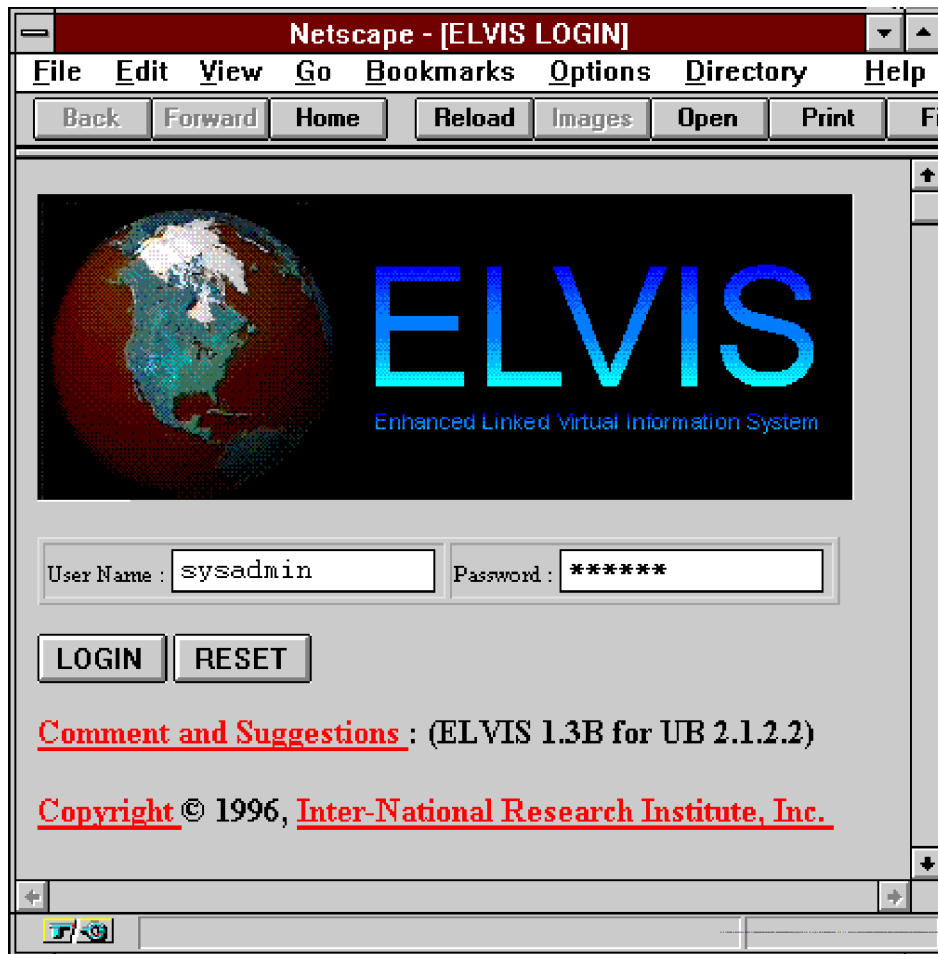 Netscape - [ELVIS LOGIN]
File Edit View Go Bookmarks Options Directory Help
Back Forward Home Reload Images Open Print
ELVIS
Enhanced Linked Virtual Information System
User Name : sysadmin Password : ******
LOGIN RESET
Comment and Suggestions : (ELVIS 1.3B for UB 2.1.2.2)
Copyright © 1996, Inter-National Research Institute, Inc.